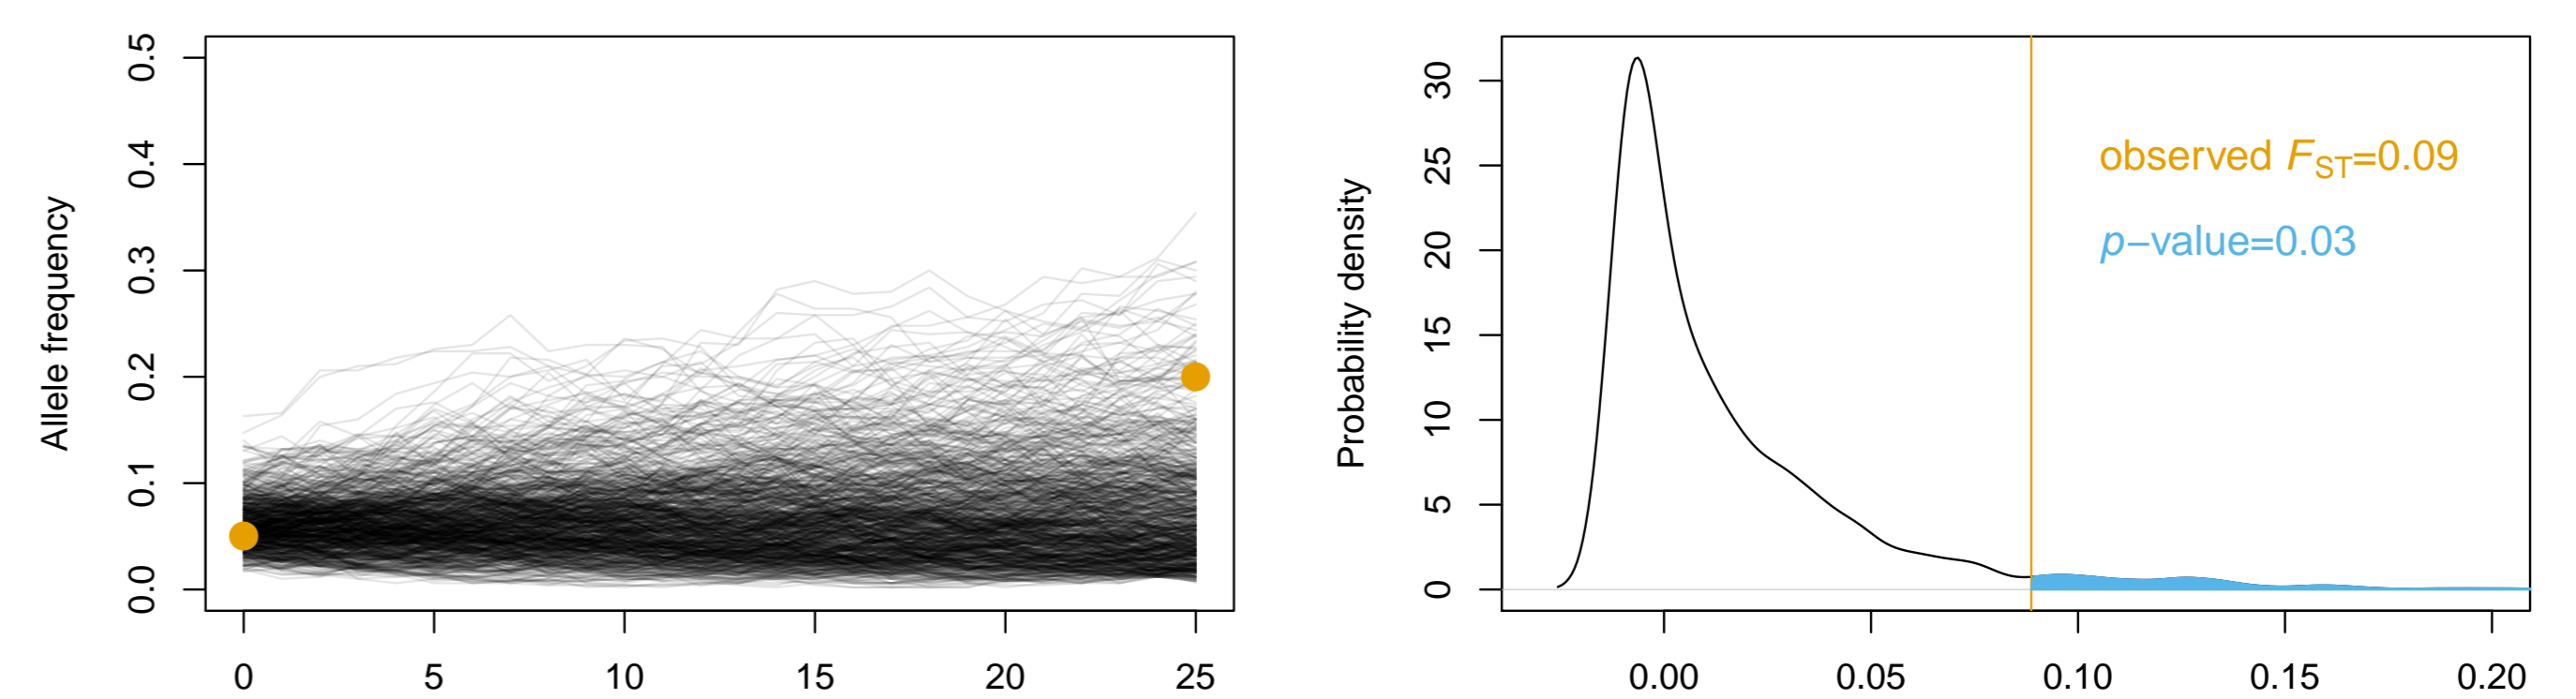 Allele frequency
0.5
0.4
0.3
0.2
0.1
0.0
0 5 10 15 20 25
Probability density
30
25
20
15
10
5
0
observed FST=0.09
p−value=0.03
0.00 0.05 0.10 0.15 0.20